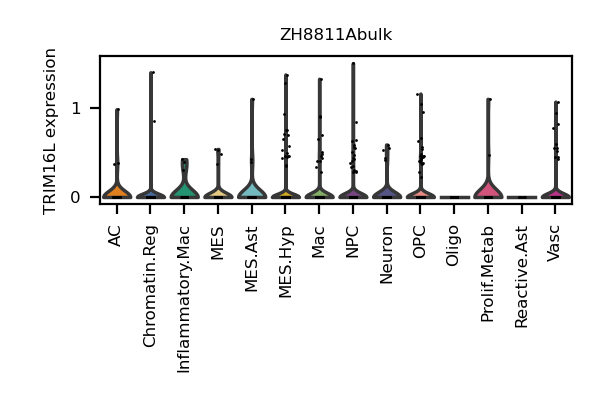 ZH8811Abulk
TRIM16L expression
1
0
AC
Chromatin.Reg
Inflammatory.Mac
MES
MES.Ast
MES.Hyp
Mac
NPC
Neuron
OPC
Oligo
Prolif.Metab
Reactive.Ast
Vasc